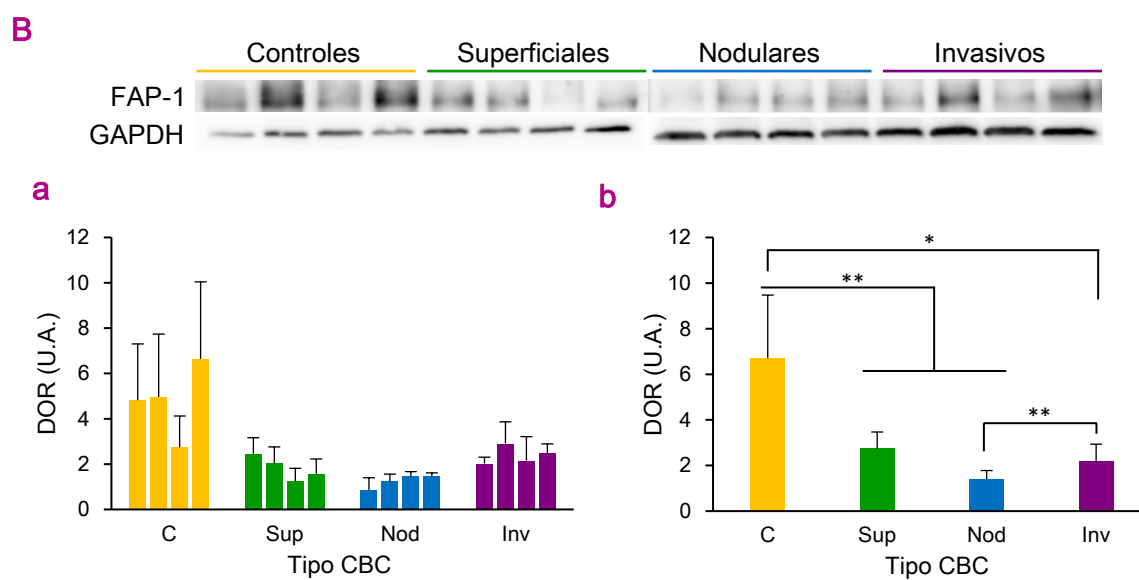 B
Controles Superficiales Nodulares Invasivos
FAP-1
GAPDH
a
12
10
8
6
4
2
0
DOR (U.A.)
C Sup Nod Inv
Tipo CBC
b
12
10
8
6
4
2
0
DOR (U.A.)
*
**
**
C Sup Nod Inv
Tipo CBC